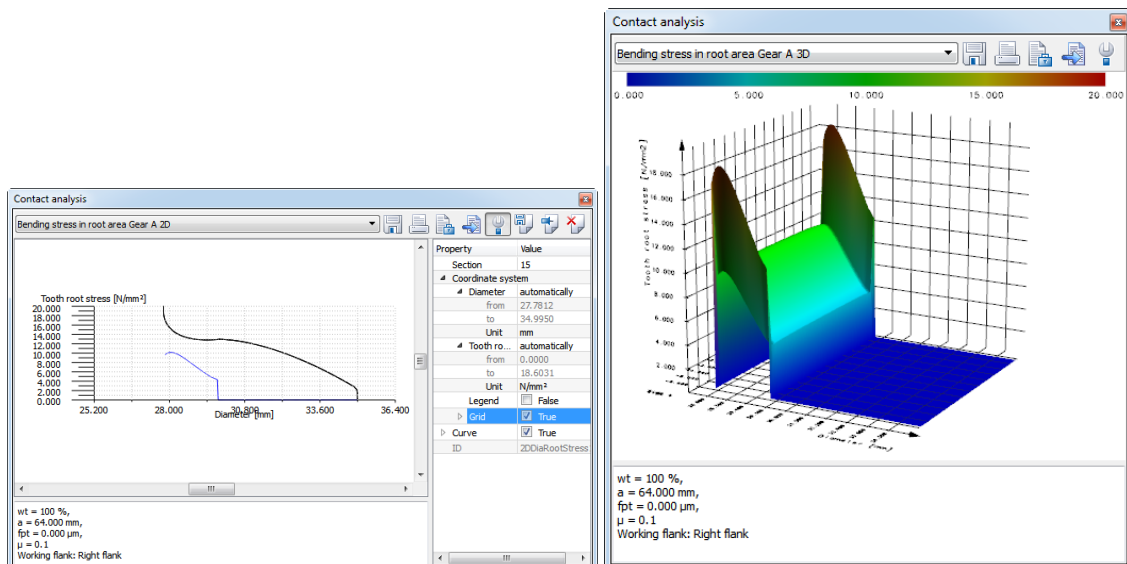 Contact analysis
Bending stress in root area Gear A 2D
Tooth root stress [N/mm²]
20.000
18.000
16.000
14.000
12.000
10.000
8.000
6.000
4.000
2.000
0.000
25.200 28.000 30.800 33.600 36.400
Diameter [mm]
Property Value
Section 15
Coordinate system
Diameter automatically
from 27.7812
to 34.9950
Unit mm
Tooth ro... automatically
from 0.0000
to 18.6031
Unit N/mm²
Legend False
Grid True
Curve True
ID 2DDiaRootStress
wt = 100 %,
a = 64.000 mm,
fpt = 0.000 µm,
µ = 0.1
Working flank: Right flank
Contact analysis
Bending stress in root area Gear A 3D
0.000 5.000 10.000 15.000 20.000
Tooth root stress [N/mm2]
18.000
16.000
14.000
12.000
10.000
8.000
6.000
4.000
2.000
Diameter [mm]
wt = 100 %,
a = 64.000 mm,
fpt = 0.000 µm,
µ = 0.1
Working flank: Right flank